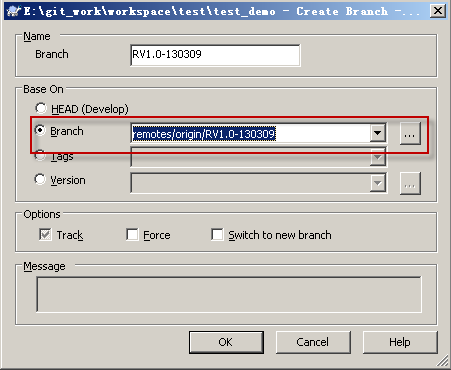 E:\git_work\workspace\test\test_demo - Create Branch -...
Name
Branch RV1.0-130309
Base On
HEAD (Develop)
Branch remotes/origin/RV1.0-130309 ...
Tags
Version ...
Options
Track Force Switch to new branch
Message
OK Cancel Help